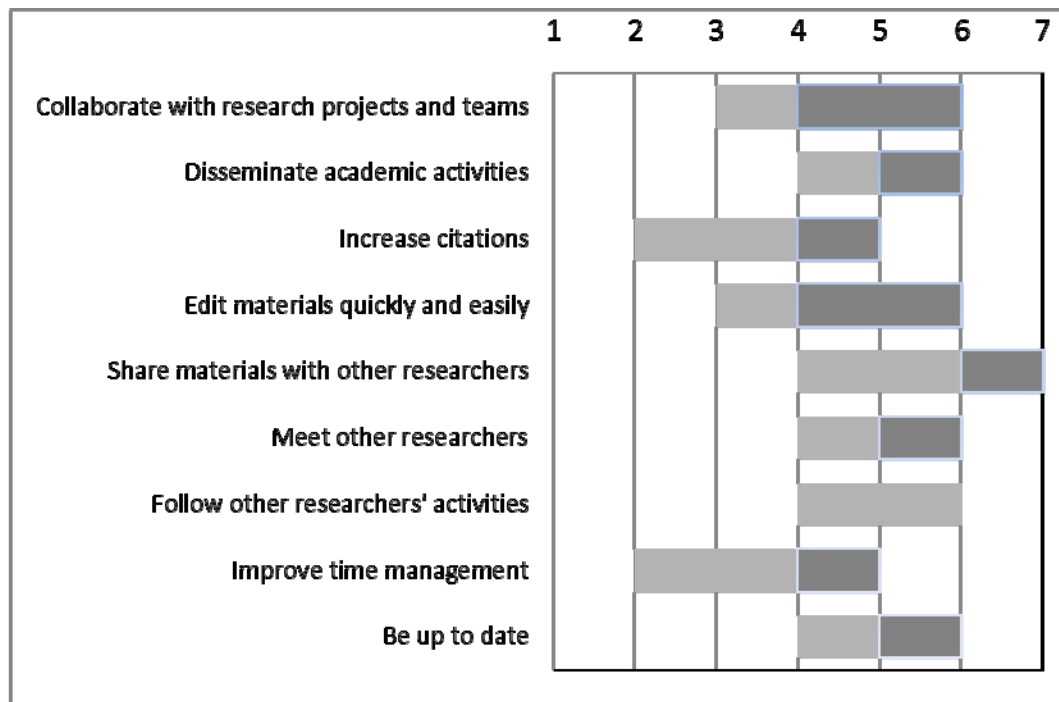 1 2 3 4 5 6 7
Collaborate with research projects and teams
Disseminate academic activities
Increase citations
Edit materials quickly and easily
Share materials with other researchers
Meet other researchers
Follow other researchers' activities
Improve time management
Be up to date